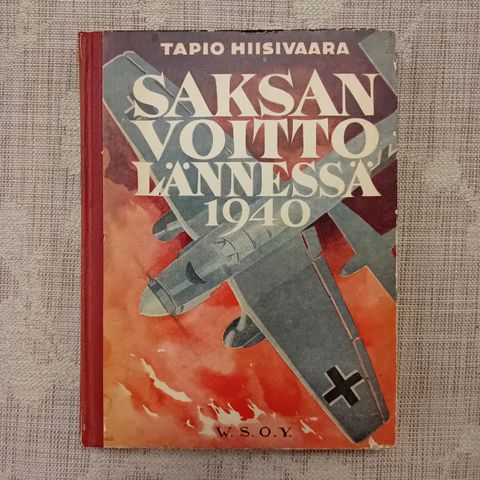 TAPIO HIISIVAARA
SAKSAN
VOITTO
LÄNNESSÄ
1940
W. S. O. Y.